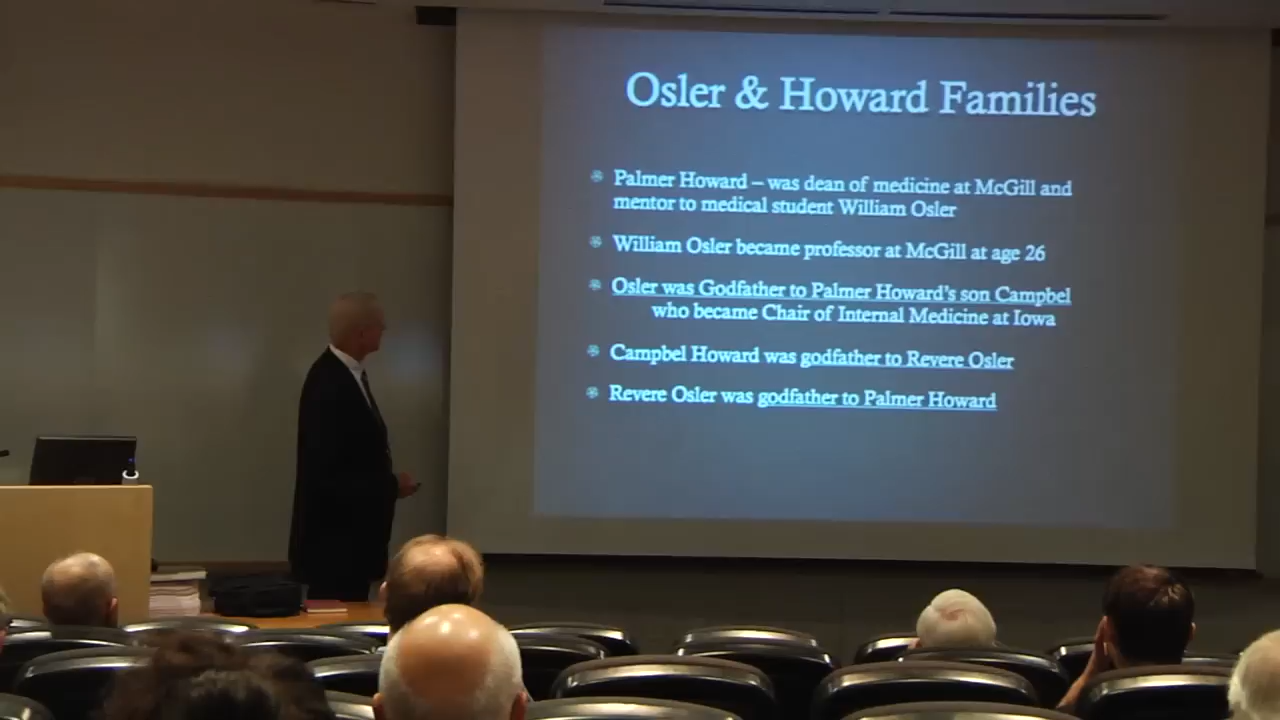 Osler & Howard Families
Palmer Howard – was dean of medicine at McGill and
mentor to medical student William Osler
William Osler became professor at McGill at age 26
Osler was Godfather to Palmer Howard's son Campbel
who became Chair of Internal Medicine at Iowa
Campbel Howard was godfather to Revere Osler
Revere Osler was godfather to Palmer Howard